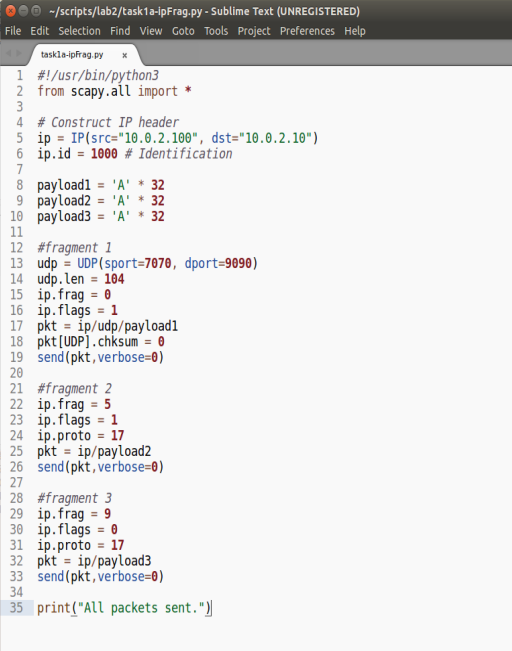 ~/scripts/lab2/task1a-ipFrag.py - Sublime Text (UNREGISTERED)
File Edit Selection Find View Goto Tools Project Preferences Help
task1a-ipFrag.py x
1 #!/usr/bin/python3
2 from scapy.all import *
3
4 # Construct IP header
5 ip = IP(src="10.0.2.100", dst="10.0.2.10")
6 ip.id = 1000 # Identification
7
8 payload1 = 'A' * 32
9 payload2 = 'A' * 32
10 payload3 = 'A' * 32
11
12 #fragment 1
13 udp = UDP(sport=7070, dport=9090)
14 udp.len = 104
15 ip.frag = 0
16 ip.flags = 1
17 pkt = ip/udp/payload1
18 pkt[UDP].chksum = 0
19 send(pkt,verbose=0)
20
21 #fragment 2
22 ip.frag = 5
23 ip.flags = 1
24 ip.proto = 17
25 pkt = ip/payload2
26 send(pkt,verbose=0)
27
28 #fragment 3
29 ip.frag = 9
30 ip.flags = 0
31 ip.proto = 17
32 pkt = ip/payload3
33 send(pkt,verbose=0)
34
35 print("All packets sent.")